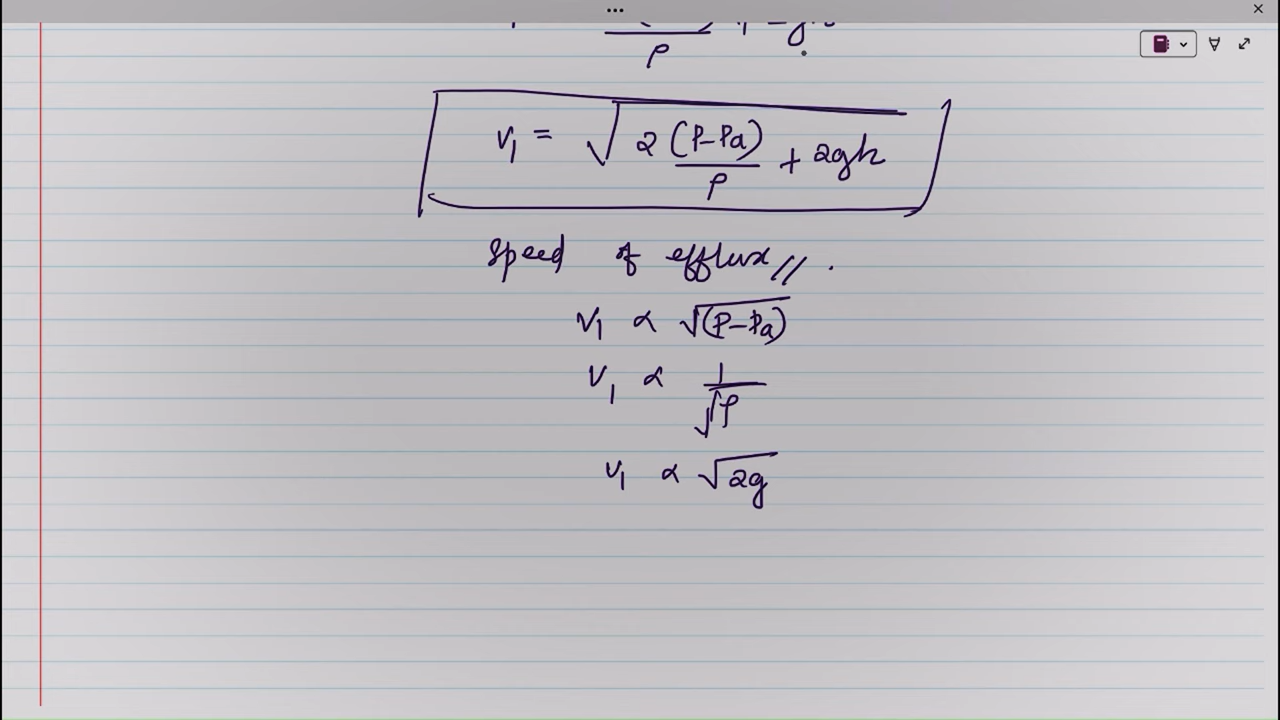 ρ
v₁ = √(2 (P-Pa)/ρ + 2gh)
Speed of efflux // .
v₁ ∝ √(P-Pa)
v₁ ∝ 1/√ρ
v₁ ∝ √2g